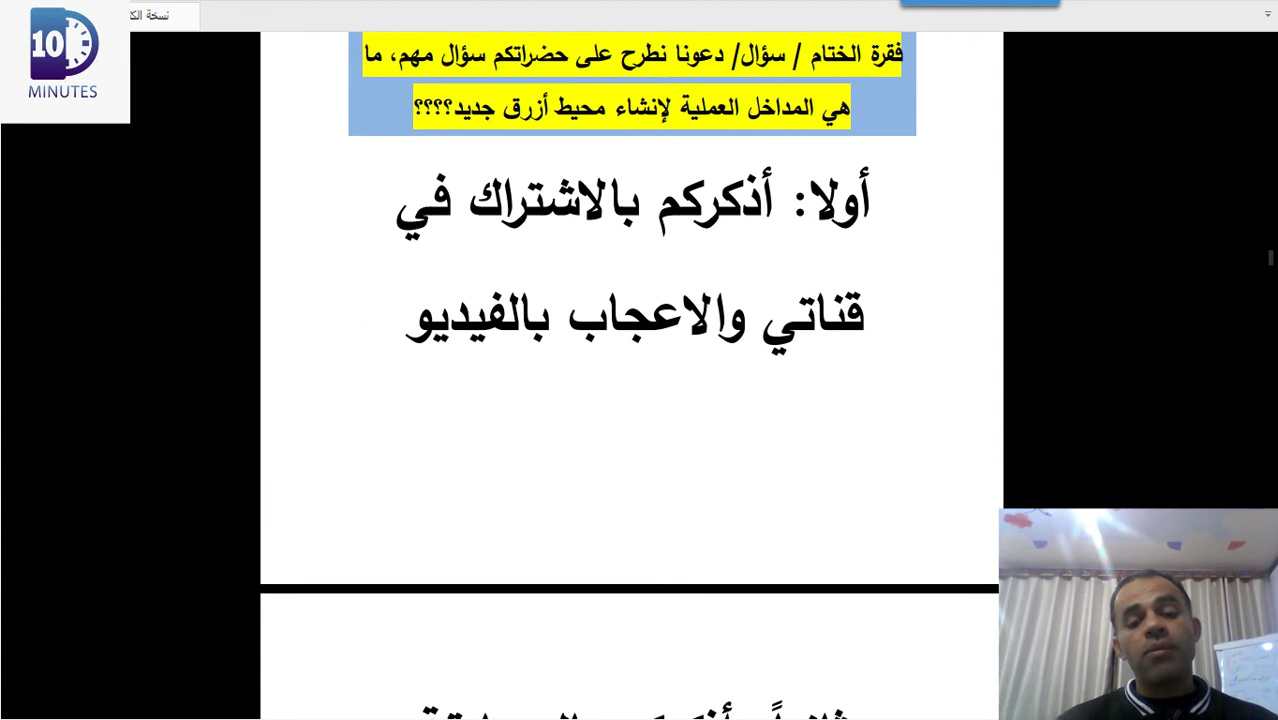 نسخة
10
MINUTES
فقرة الختام / سؤال/ دعونا نطرح على حضراتكم سؤال مهم، ما
هي المداخل العملية لإنشاء محيط أزرق جديد؟؟؟؟
أولا: أذكركم بالاشتراك في
قناتي والاعجاب بالفيديو